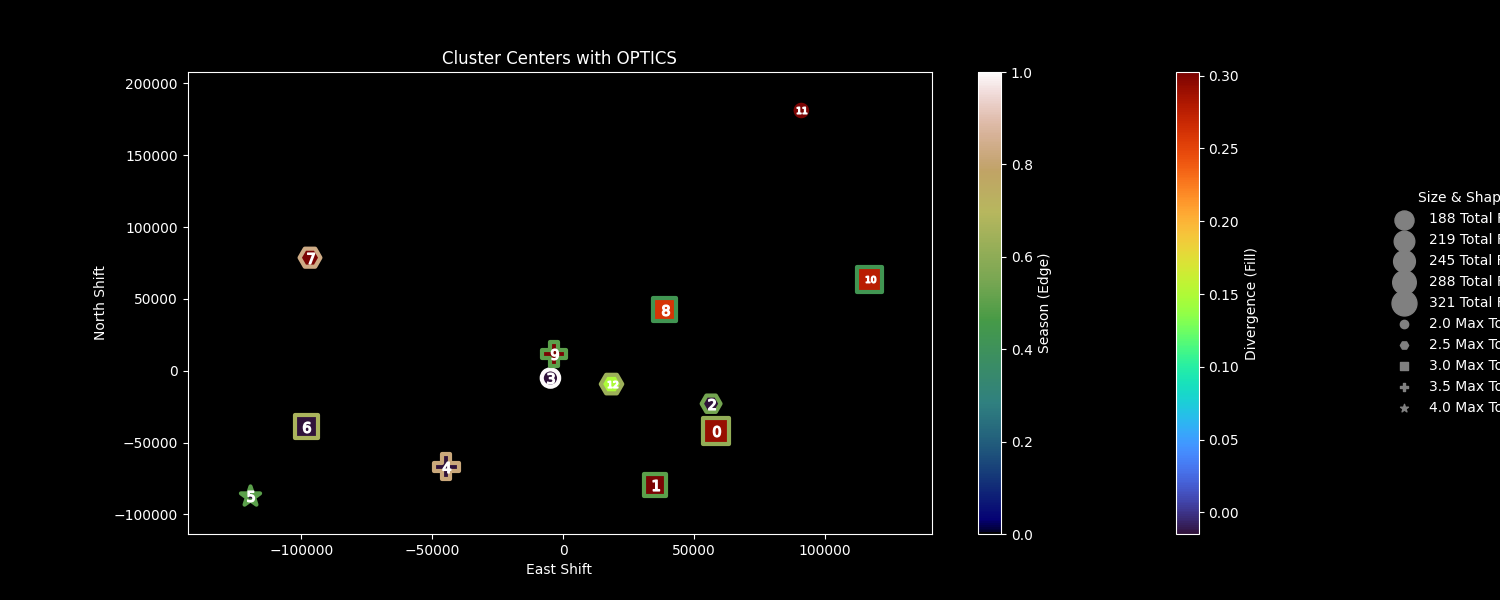 Cluster Centers with OPTICS
200000
150000
100000
50000
0
−50000
−100000
North Shift
−100000
−50000
0
50000
100000
East Shift
11
7
10
8
9
3
12
2
6
0
4
1
5
1.0
0.8
0.6
0.4
0.2
0.0
Season (Edge)
0.30
0.25
0.20
0.15
0.10
0.05
0.00
Divergence (Fill)
Size & Shap
188 Total
219 Total
245 Total
288 Total
321 Total
2.0 Max To
2.5 Max To
3.0 Max To
3.5 Max To
4.0 Max To